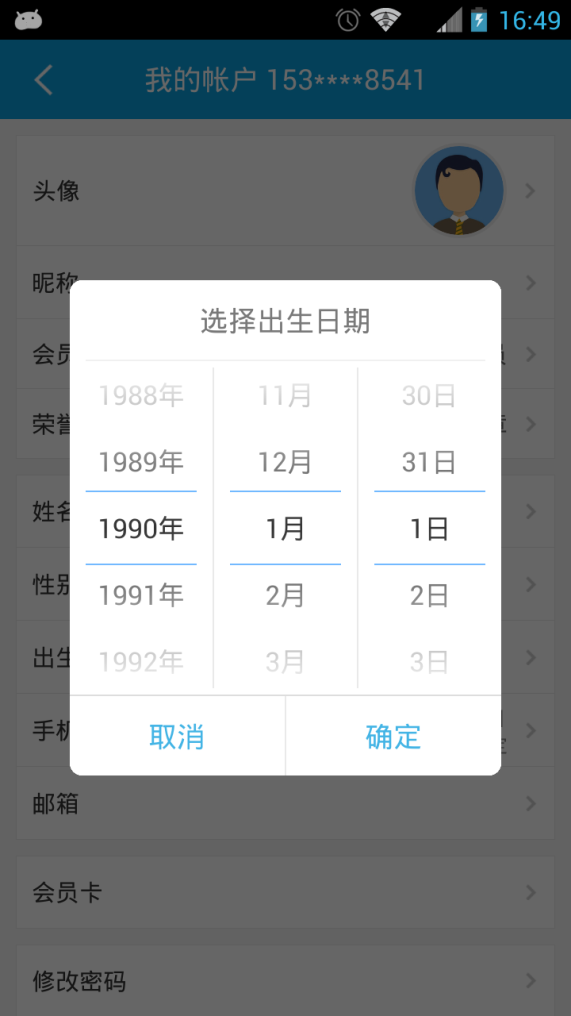 16:49
我的帐户 153****8541
头像
昵称
会员
荣誉
姓名
性别
出生
手机
邮箱
会员卡
修改密码
选择出生日期
1988年 11月 30日
1989年 12月 31日
1990年 1月 1日
1991年 2月 2日
1992年 3月 3日
取消 确定